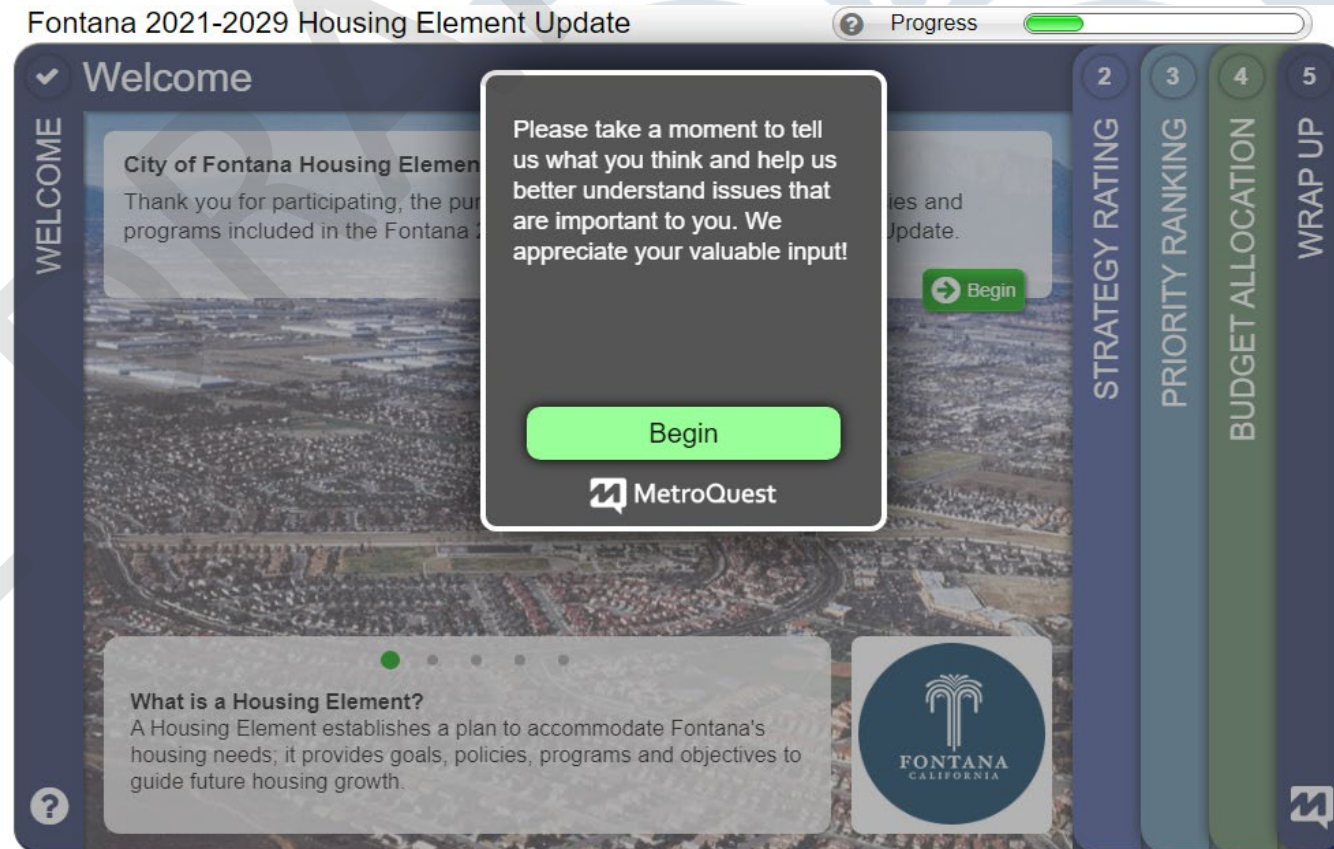 Fontana 2021-2029 Housing Element Update
Progress
Welcome
WELCOME
City of Fontana Housing Elemen
Thank you for participating, the pur
ies and
programs included in the Fontana
Update.
Begin
Please take a moment to tell
us what you think and help us
better understand issues that
are important to you. We
appreciate your valuable input!
Begin
MetroQuest
2
STRATEGY RATING
3
PRIORITY RANKING
4
BUDGET ALLOCATION
5
WRAP UP
What is a Housing Element?
A Housing Element establishes a plan to accommodate Fontana's
housing needs; it provides goals, policies, programs and objectives to
guide future housing growth.
FONTANA
CALIFORNIA